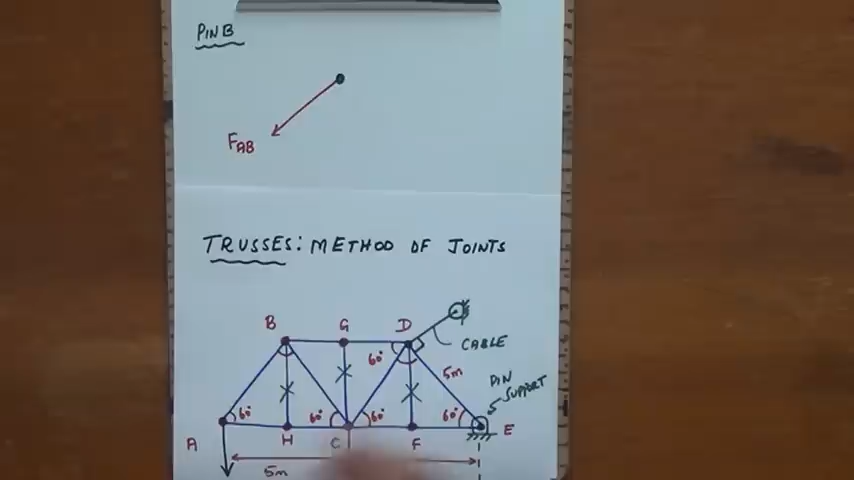 PIN B
FAB
TRUSSES: METHOD OF JOINTS
B G D
CABLE
60°
5m
PIN
SUPPORT
60° 60° 60° 60°
A H C F E
5m